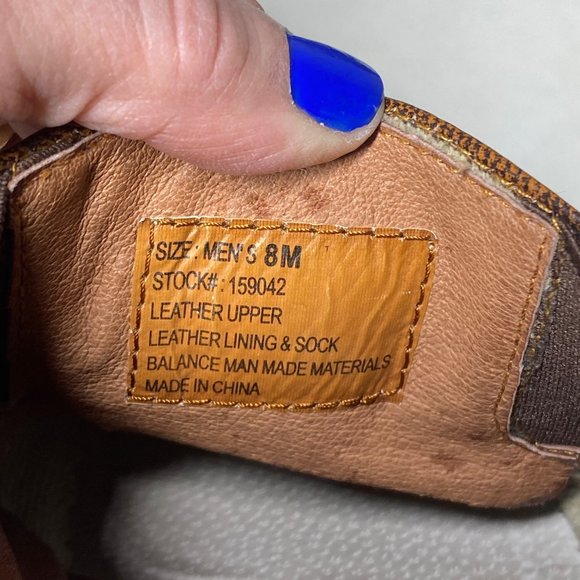 SIZE: MEN'S 8M
STOCK#: 159042
LEATHER UPPER
LEATHER LINING & SOCK
BALANCE MAN MADE MATERIALS
MADE IN CHINA